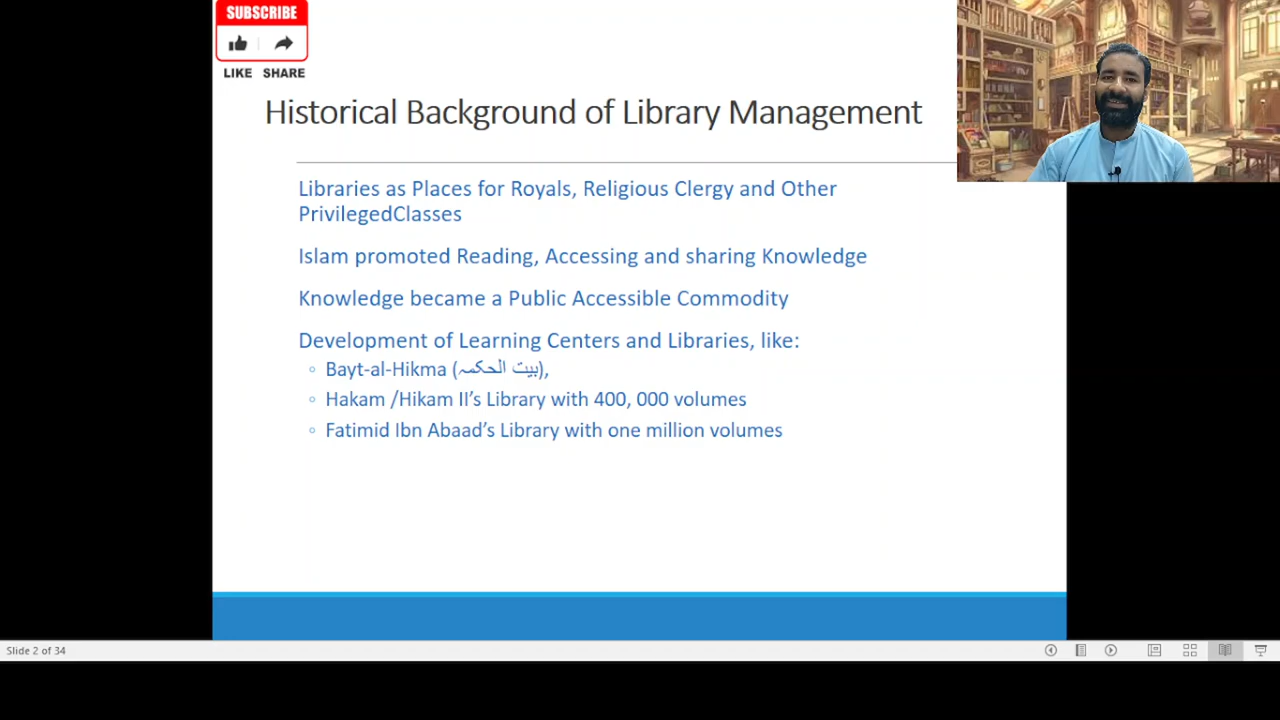 SUBSCRIBE
LIKE SHARE
Historical Background of Library Management
Libraries as Places for Royals, Religious Clergy and Other
PrivilegedClasses
Islam promoted Reading, Accessing and sharing Knowledge
Knowledge became a Public Accessible Commodity
Development of Learning Centers and Libraries, like:
◦ Bayt-al-Hikma (بیت الحکمہ),
◦ Hakam /Hikam II’s Library with 400, 000 volumes
◦ Fatimid Ibn Abaad’s Library with one million volumes
Slide 2 of 34